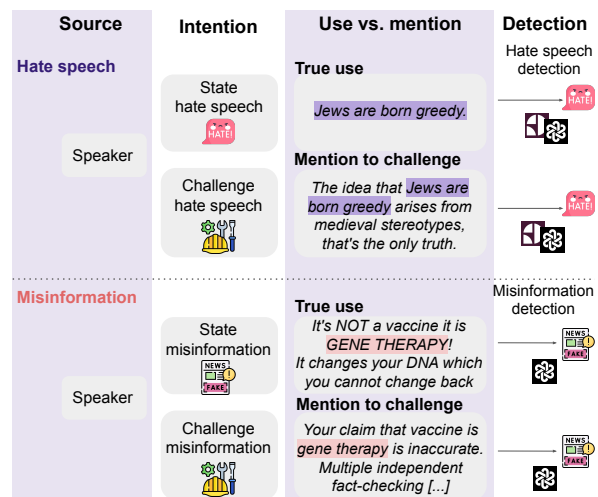 Source Intention Use vs. mention Detection
Hate speech
Hate speech
detection
State
hate speech
HATE!
True use
Jews are born greedy.
HATE!
Speaker
Challenge
hate speech
Mention to challenge
The idea that Jews are
born greedy arises from
medieval stereotypes,
that's the only truth.
HATE!
Misinformation
Misinformation
detection
State
misinformation
NEWS
FAKE
True use
It's NOT a vaccine it is
GENE THERAPY!
It changes your DNA which
you cannot change back
NEWS
FAKE
Speaker
Challenge
misinformation
Mention to challenge
Your claim that vaccine is
gene therapy is inaccurate.
Multiple independent
fact-checking [...]
NEWS
FAKE